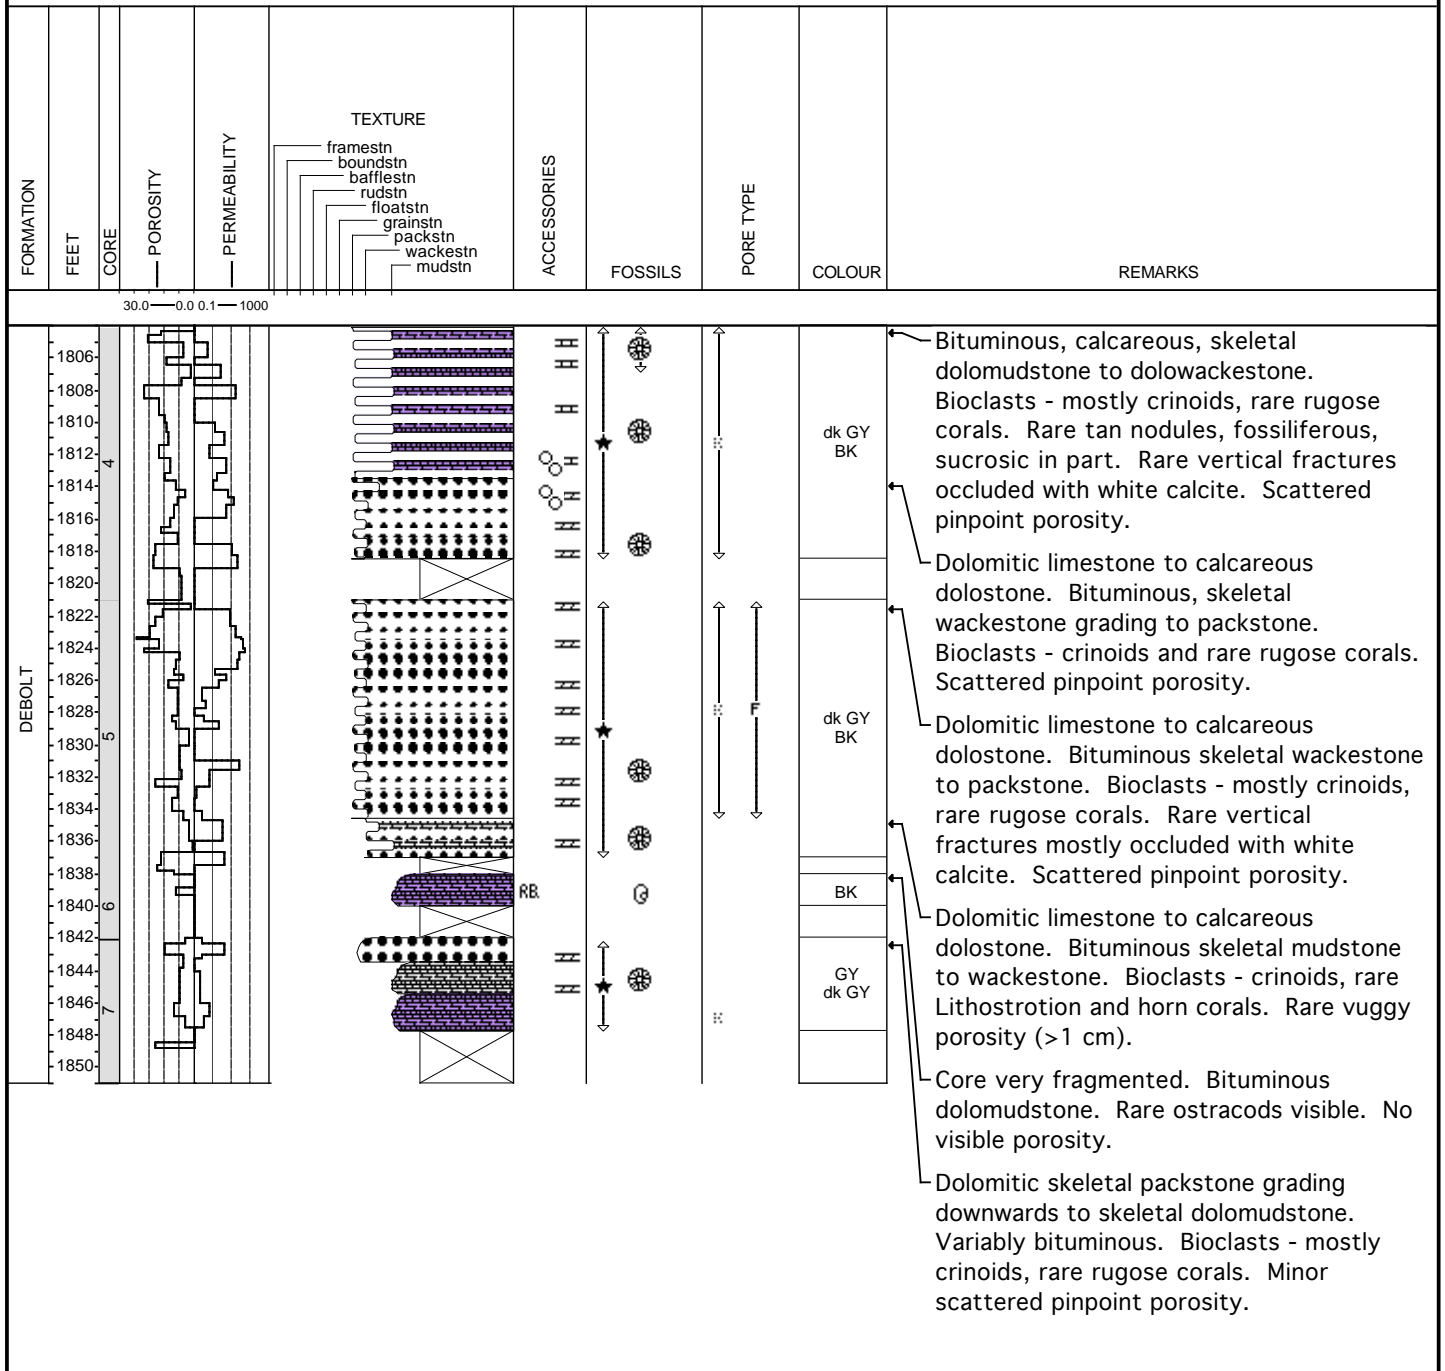 TEXTURE
framestn
boundstn
bafflestn
rudstn
floatstn
grainstn
packstn
wackestn
mudstn
FORMATION
FEET
CORE
POROSITY
PERMEABILITY
ACCESSORIES
FOSSILS
PORE TYPE
COLOUR
REMARKS
30.0 0.0 0.1 1000
1806
1808
1810
1812
1814
1816
1818
1820
1822
1824
1826
1828
1830
1832
1834
1836
1838
1840
1842
1844
1846
1848
1850
DEBOLT
4
5
6
7
RB.
F
dk GY
BK
dk GY
BK
BK
GY
dk GY
Bituminous, calcareous, skeletal
dolomudstone to dolowackestone.
Bioclasts - mostly crinoids, rare rugose
corals. Rare tan nodules, fossiliferous,
sucrosic in part. Rare vertical fractures
occluded with white calcite. Scattered
pinpoint porosity.
Dolomitic limestone to calcareous
dolostone. Bituminous, skeletal
wackestone grading to packstone.
Bioclasts - crinoids and rare rugose corals.
Scattered pinpoint porosity.
Dolomitic limestone to calcareous
dolostone. Bituminous skeletal wackestone
to packstone. Bioclasts - mostly crinoids,
rare rugose corals. Rare vertical
fractures mostly occluded with white
calcite. Scattered pinpoint porosity.
Dolomitic limestone to calcareous
dolostone. Bituminous skeletal mudstone
to wackestone. Bioclasts - crinoids, rare
Lithostrotion and horn corals. Rare vuggy
porosity (>1 cm).
Core very fragmented. Bituminous
dolomudstone. Rare ostracods visible. No
visible porosity.
Dolomitic skeletal packstone grading
downwards to skeletal dolomudstone.
Variably bituminous. Bioclasts - mostly
crinoids, rare rugose corals. Minor
scattered pinpoint porosity.